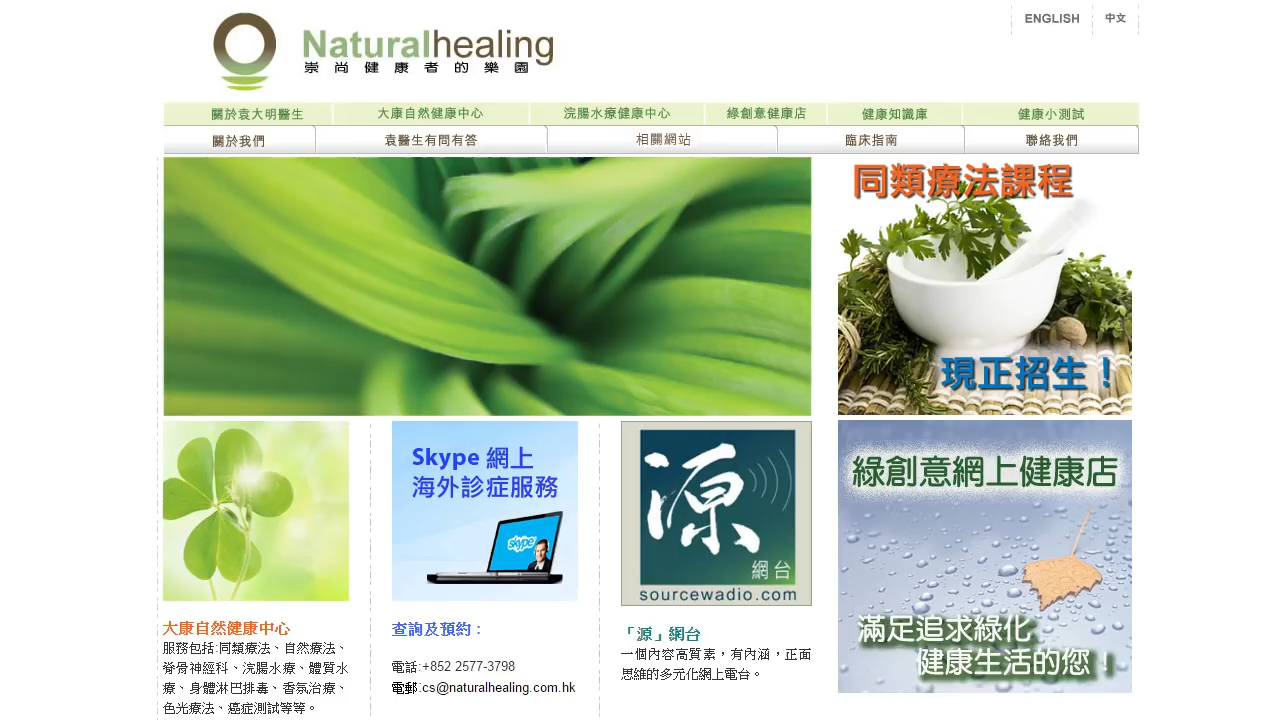 ENGLISH 中文
Naturalhealing
崇尚健康者的樂園
關於袁大明醫生 大康自然健康中心 浣腸水療健康中心 綠創意健康店 健康知識庫 健康小測試
關於我們 袁醫生有問有答 相關網站 臨床指南 聯絡我們
同類療法課程
現正招生！
Skype 網上
海外診症服務
skype
源
網台
sourcewadio.com
綠創意網上健康店
滿足追求綠化
健康生活的您！
大康自然健康中心
服務包括:同類療法、自然療法、
脊骨神經科、浣腸水療、體質水
療、身體淋巴排毒、香氛治療、
色光療法、癌症測試等等。
查詢及預約：
電話:+852 2577-3798
電郵:cs@naturalhealing.com.hk
「源」網台
一個內容高質素，有內涵，正面
思維的多元化網上電台。